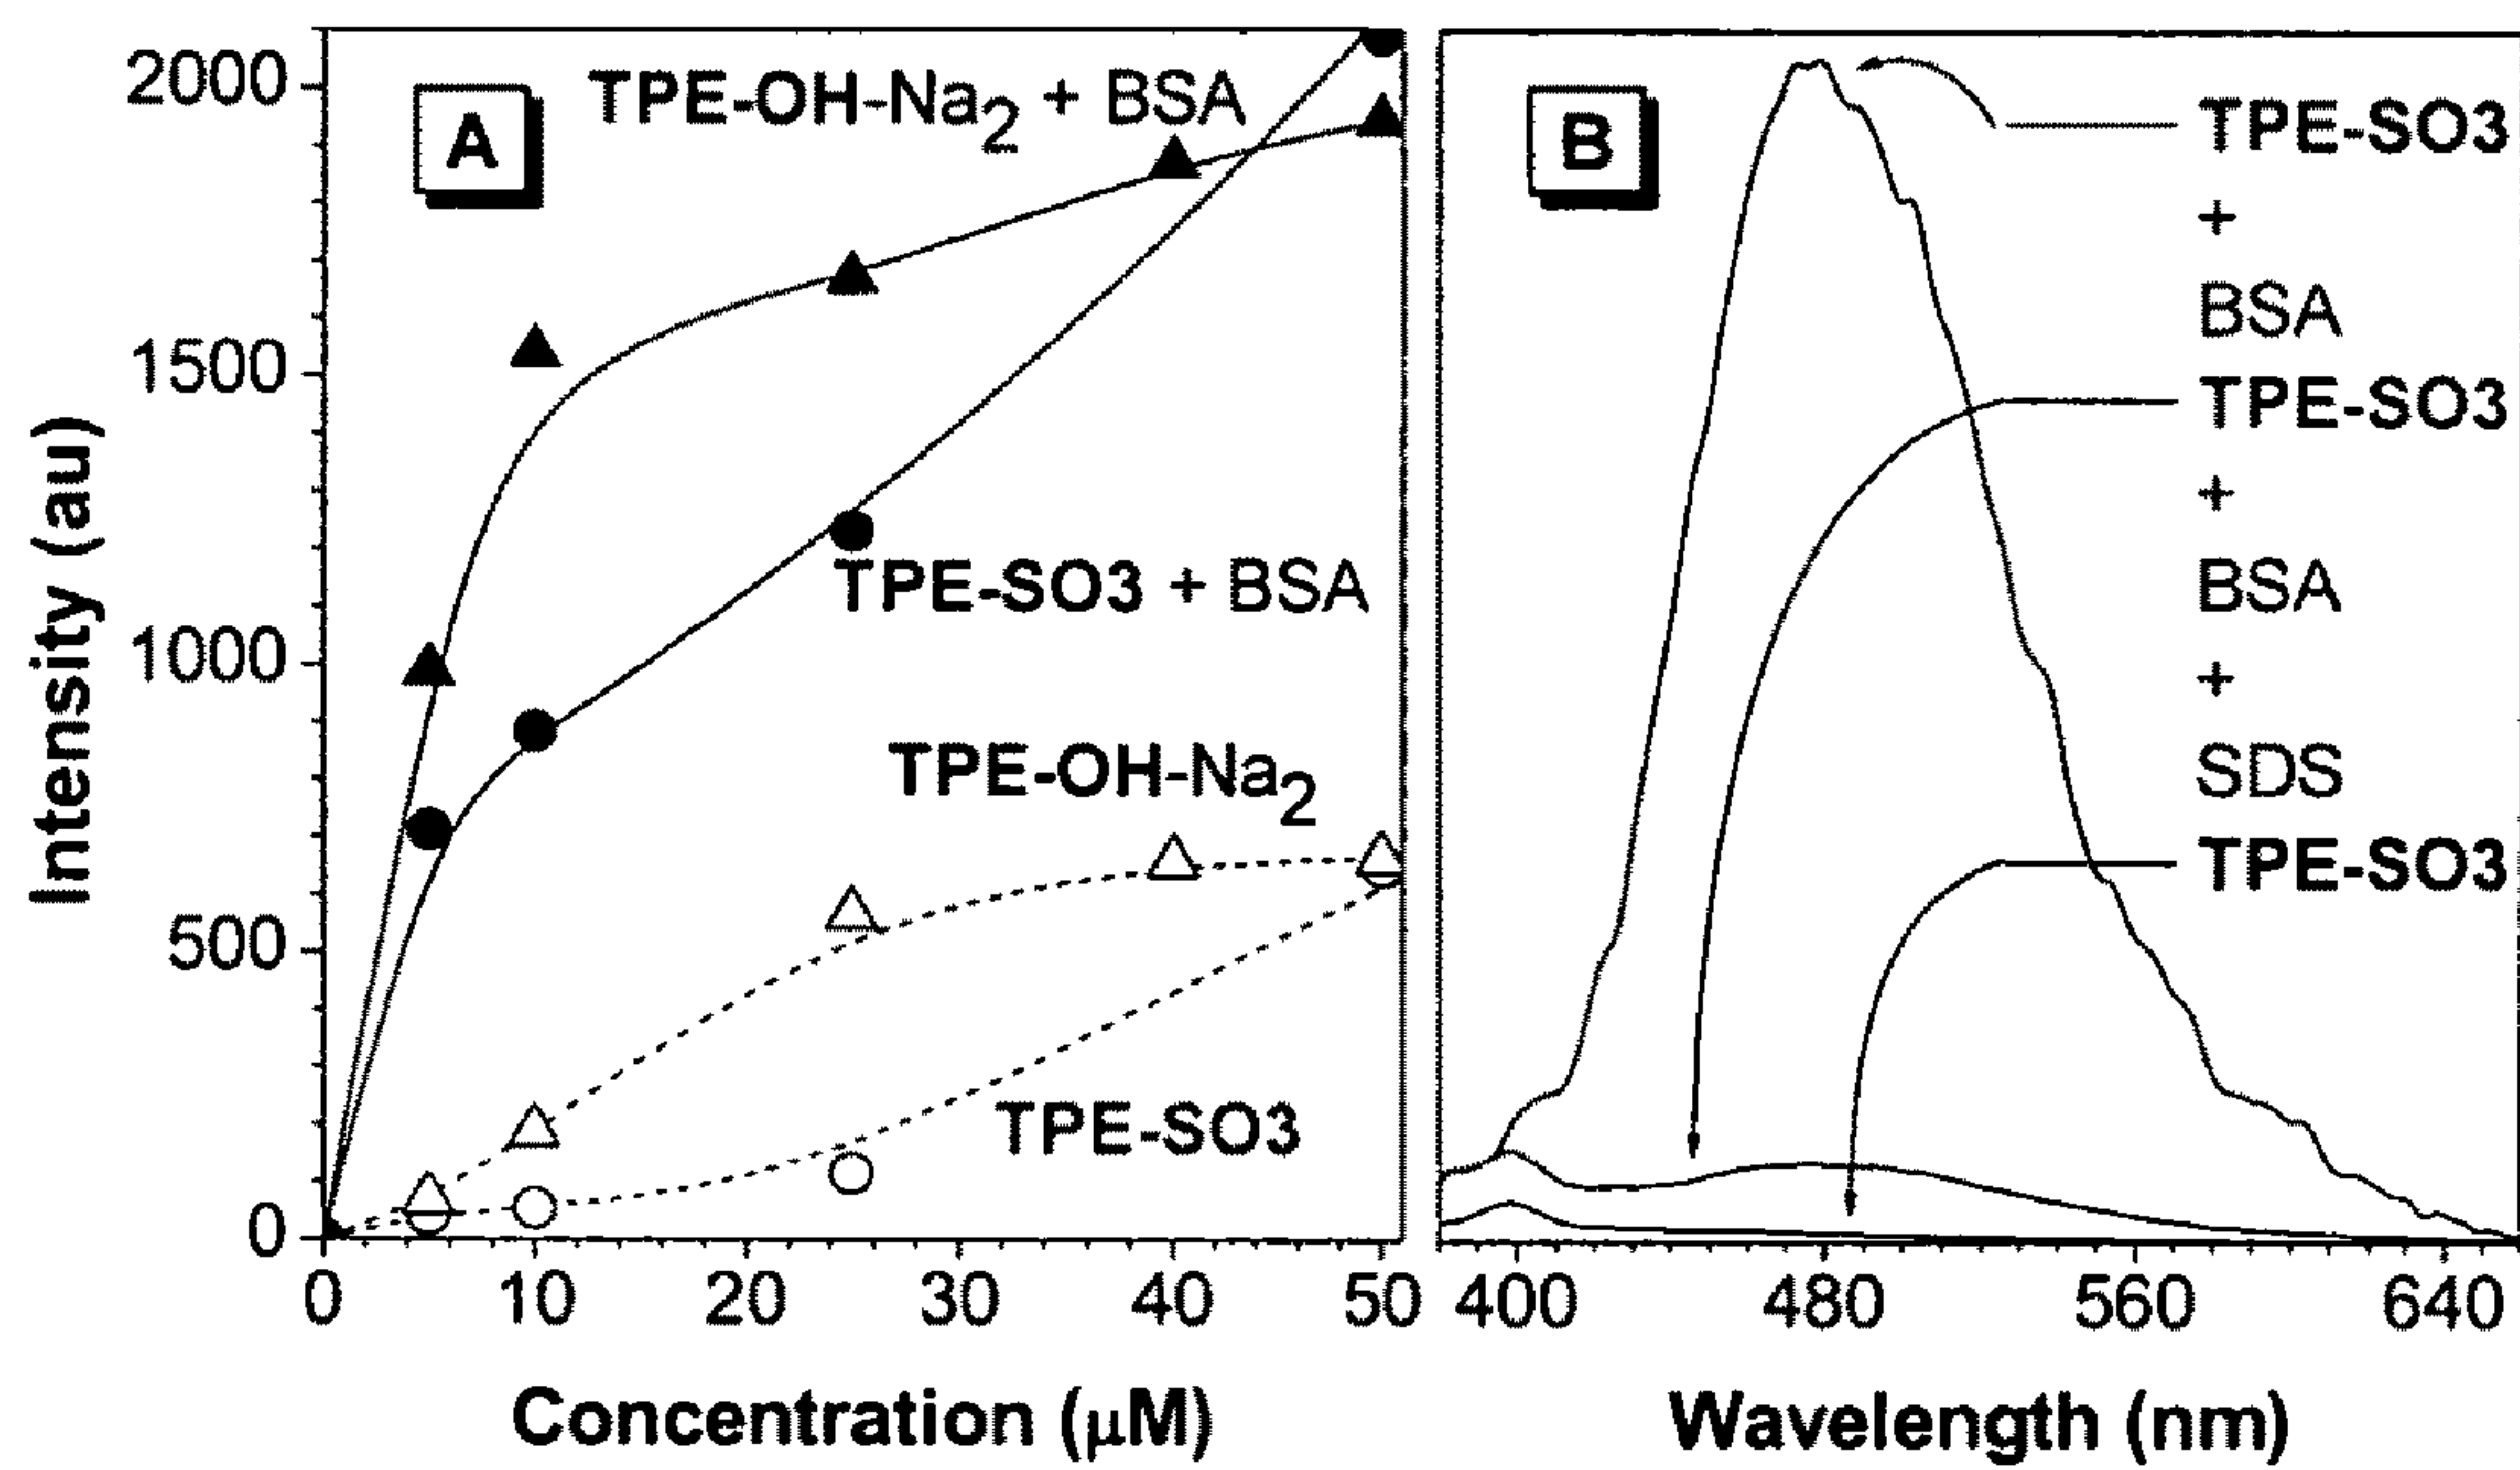 A
TPE-OH-Na2 + BSA
TPE-SO3 + BSA
TPE-OH-Na2
TPE-SO3
2000
1500
1000
500
0
Intensity (au)
0 10 20 30 40 50
Concentration (μM)
B
TPE-SO3
+
BSA
TPE-SO3
+
BSA
+
SDS
TPE-SO3
400 480 560 640
Wavelength (nm)